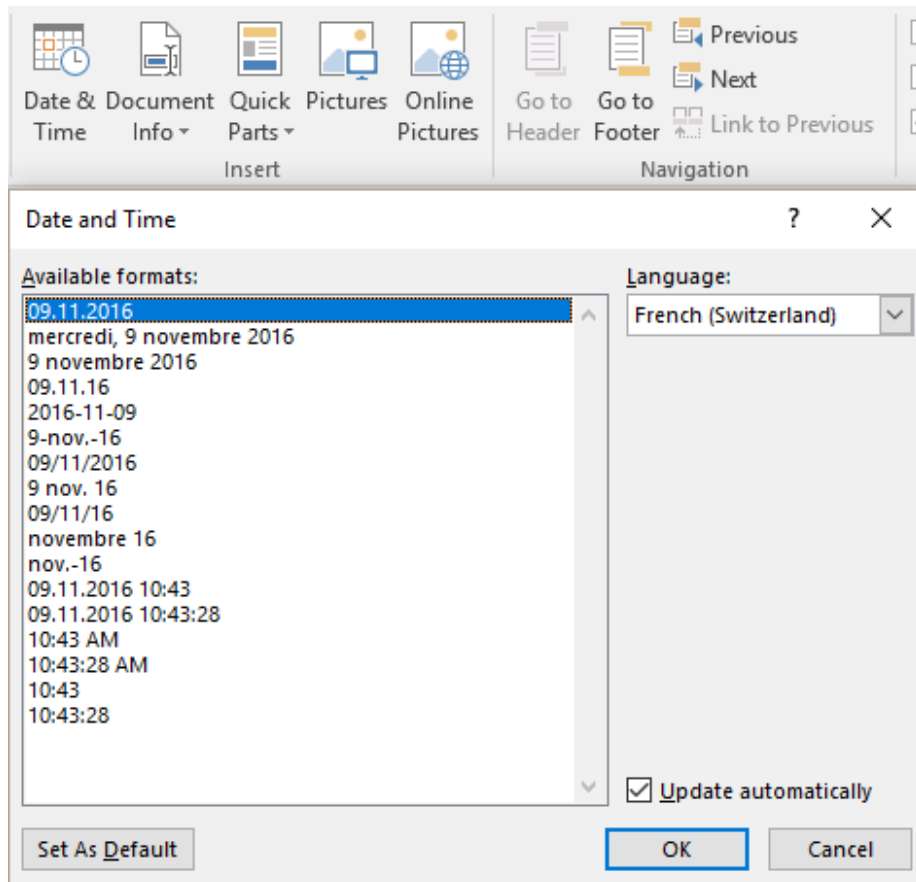 Date & Time
Document Info
Quick Parts
Pictures
Online Pictures
Go to Header
Go to Footer
Previous
Next
Link to Previous
Insert
Navigation
Date and Time
?
Available formats:
Language:
09.11.2016
mercredi, 9 novembre 2016
9 novembre 2016
09.11.16
2016-11-09
9-nov.-16
09/11/2016
9 nov. 16
09/11/16
novembre 16
nov.-16
09.11.2016 10:43
09.11.2016 10:43:28
10:43 AM
10:43:28 AM
10:43
10:43:28
French (Switzerland)
Update automatically
Set As Default
OK
Cancel